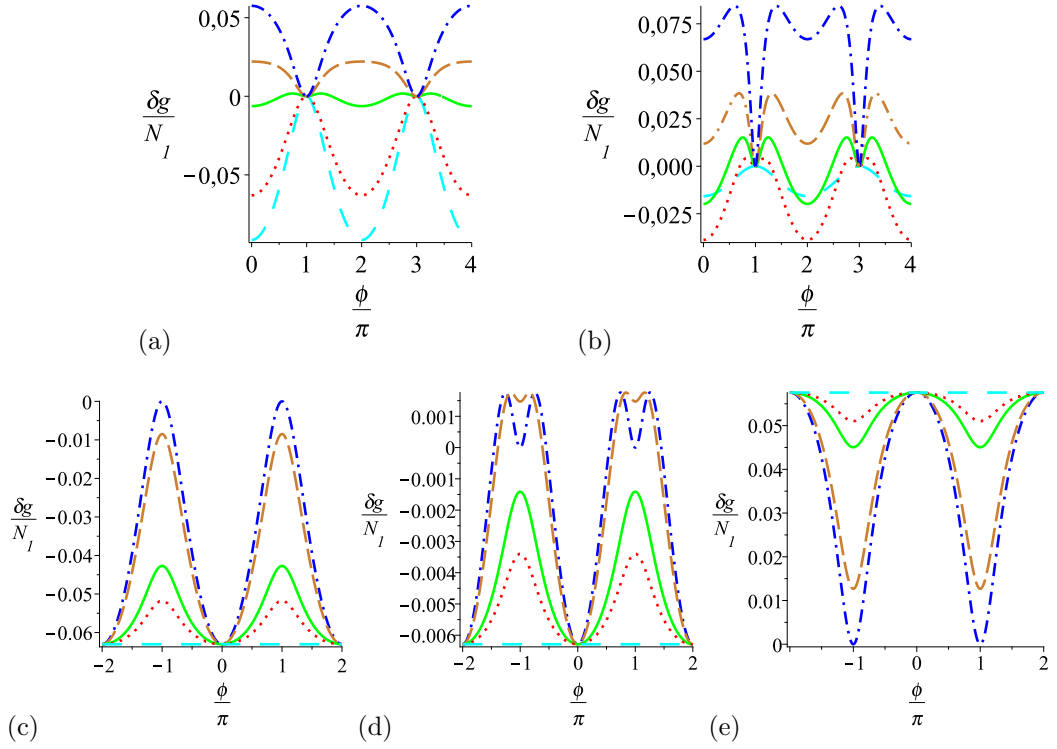 0,05
0
−0,05
δg
N1
0 1 2 3 4
ϕ
π
(a)
0,075
0,050
0,025
0,000
−0,025
δg
N1
0 1 2 3 4
ϕ
π
(b)
0
−0.01
−0.02
−0.03
−0.04
−0.05
−0.06
δg
N1
−2 −1 0 1 2
ϕ
π
(c)
0.001
0
−0.001
−0.002
−0.003
−0.004
−0.005
−0.006
δg
N1
−2 −1 0 1 2
ϕ
π
(d)
0.05
0.04
0.03
0.02
0.01
0
δg
N1
−1 0 1 2
ϕ
π
(e)